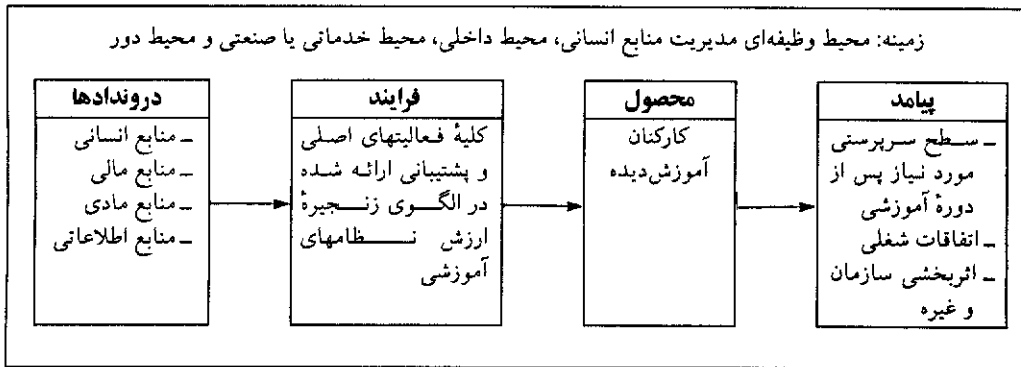 زمینه: محیط وظیفه‌ای مدیریت منابع انسانی، محیط داخلی، محیط خدماتی یا صنعتی و محیط دور
دروندادها
ـ منابع انسانی
ـ منابع مالی
ـ منابع مادی
ـ منابع اطلاعاتی
فرایند
کلیهٔ فعالیتهای اصلی
و پشتیبانی ارائه شده
در الگوی زنجیرهٔ
ارزش نظامهای
آموزشی
محصول
کارکنان
آموزش‌دیده
پیامد
ـ سطح سرپرستی
مورد نیاز پس از
دورهٔ آموزشی
ـ اتفاقات شغلی
ـ اثربخشی سازمان
و غیره